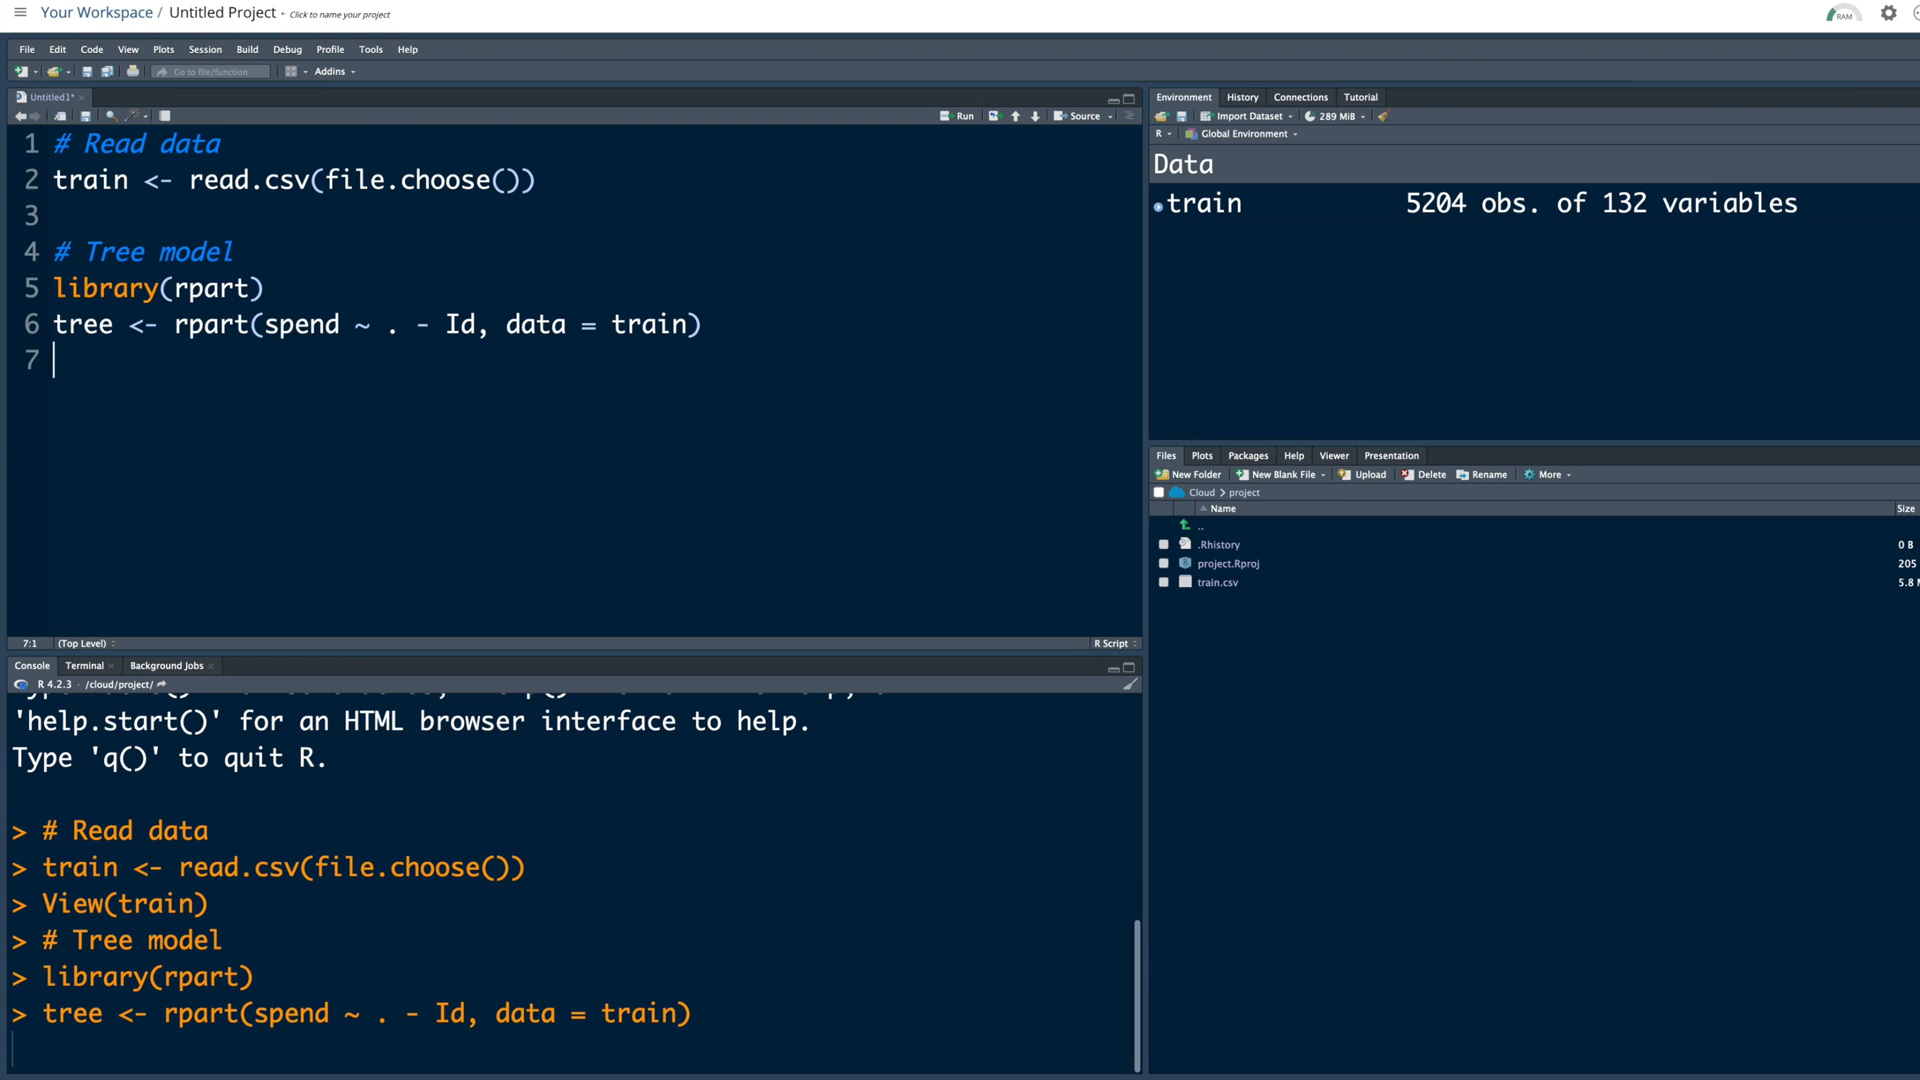 Your Workspace / Untitled Project Click to name your project
RAM
File Edit Code View Plots Session Build Debug Profile Tools Help
Go to file/function Addins
Untitled1*
Run Source
1 # Read data
2 train <- read.csv(file.choose())
3
4 # Tree model
5 library(rpart)
6 tree <- rpart(spend ~ . - Id, data = train)
7
7:1 (Top Level) R Script
Console Terminal Background Jobs
R 4.2.3 · /cloud/project/
'help.start()' for an HTML browser interface to help.
Type 'q()' to quit R.
> # Read data
> train <- read.csv(file.choose())
> View(train)
> # Tree model
> library(rpart)
> tree <- rpart(spend ~ . - Id, data = train)
Environment History Connections Tutorial
Import Dataset 289 MiB
R Global Environment
Data
train 5204 obs. of 132 variables
Files Plots Packages Help Viewer Presentation
New Folder New Blank File Upload Delete Rename More
Cloud > project
Name Size
..
.Rhistory 0 B
project.Rproj 205
train.csv 5.8